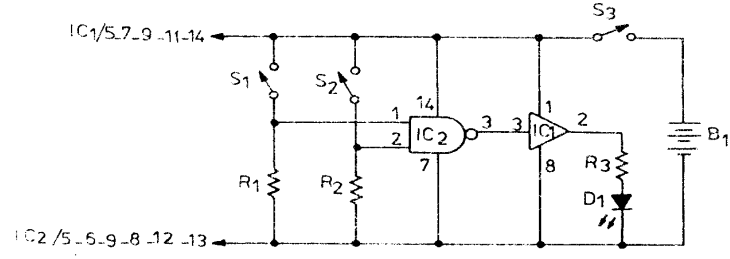 S3
IC1/5-7-9-11-14
S1
S2
14
1
1
3
3
2
IC2
IC1
B1
2
7
8
R3
R1
R2
D1
IC2/5-6-9-8-12-13